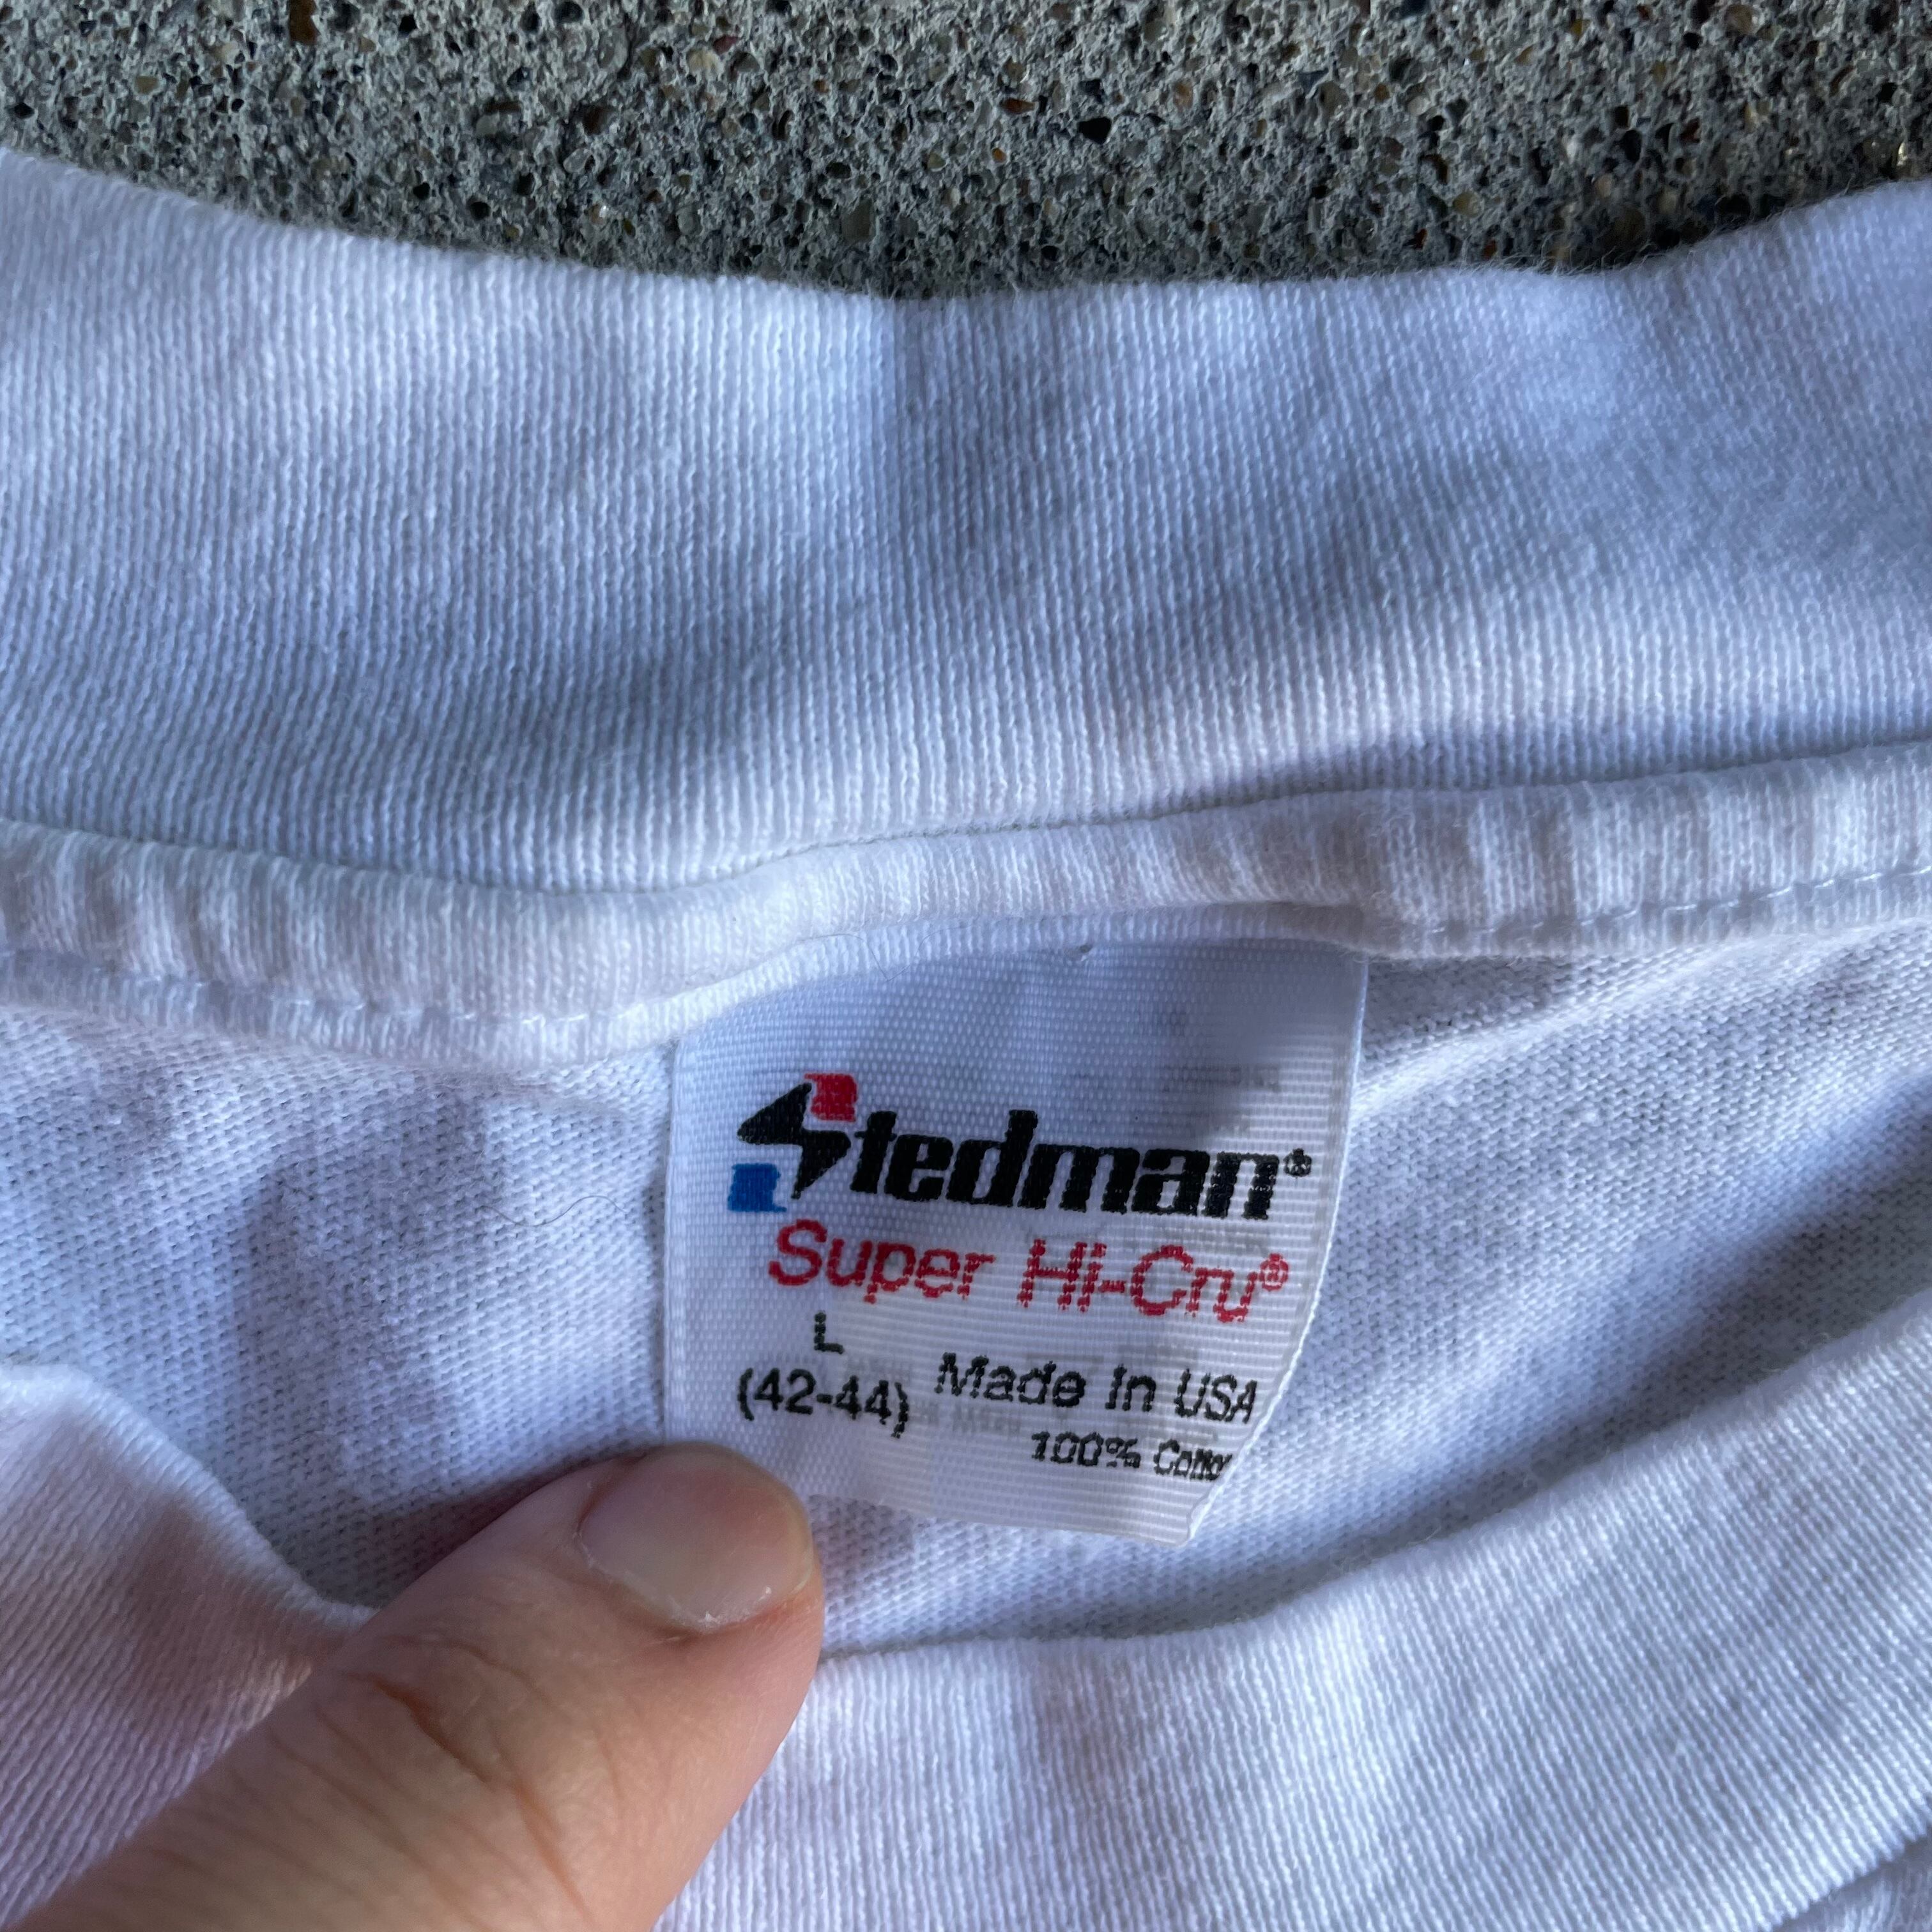 Stedman®
Super Hi-Cru®
L
(42-44)
Made In USA
100% Cotton